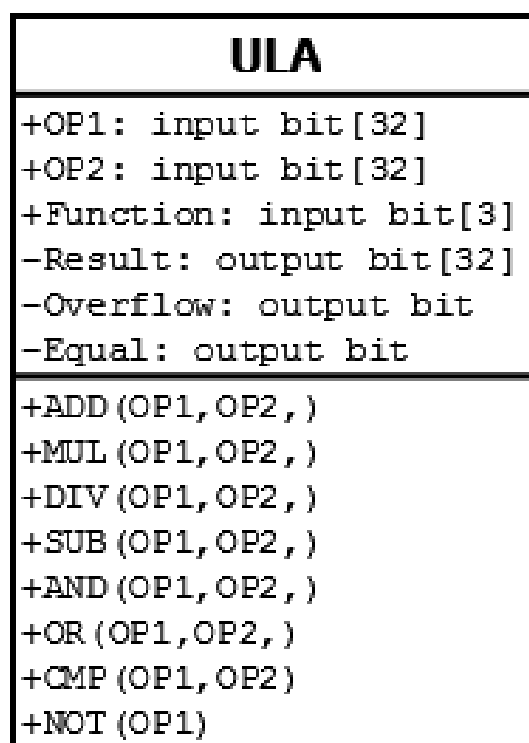 ULA
+OP1: input bit[32]
+OP2: input bit[32]
+Function: input bit[3]
-Result: output bit[32]
-Overflow: output bit
-Equal: output bit
+ADD(OP1,OP2,)
+MUL(OP1,OP2,)
+DIV(OP1,OP2,)
+SUB(OP1,OP2,)
+AND(OP1,OP2,)
+OR(OP1,OP2,)
+CMP(OP1,OP2)
+NOT(OP1)